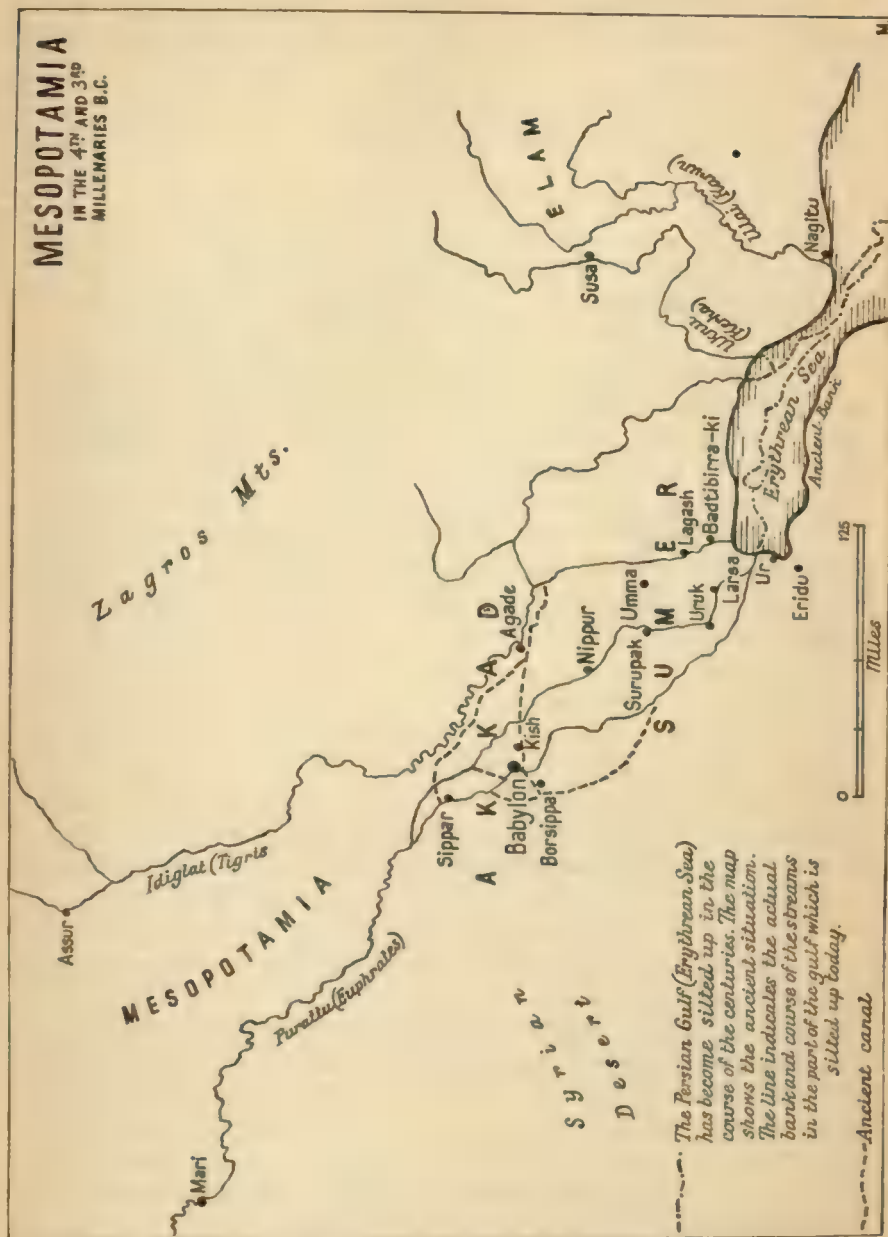 MESOPOTAMIA
IN THE 4TH AND 3RD
MILLENARIES B.C.
Zagros Mts.
Assur
Idiglat (Tigris
MESOPOTAMIA
Mari
Purattu (Euphrates)
Syrian
Desert
AKKAD
Sippar
Agade
Babylon
Kish
Borsippa
Nippur
SUMER
Surupak
Umma
Uruk
Lagash
Badtibirra-ki
Larsa
Ur
Eridu
ELAM
Susa
(Kerha)
Ulai (Karun)
Nagitu
Erythrean Sea
Ancient Bank
0
125
Miles
The Persian Gulf (Erythrean Sea)
has become silted up in the
course of the centuries. The map
shows the ancient situation.
The line indicates the actual
bank and course of the streams
in the part of the gulf which is
silted up today.
Ancient canal
M